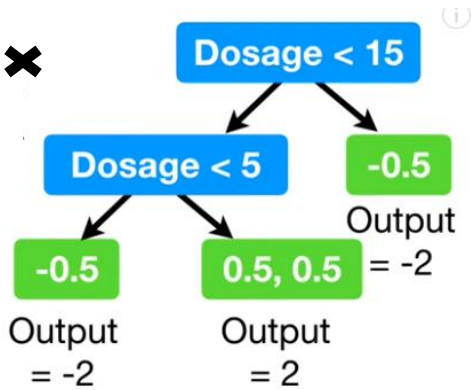 Dosage < 15
Dosage < 5
-0.5
Output
= -2
-0.5
0.5, 0.5
Output
= -2
Output
= 2